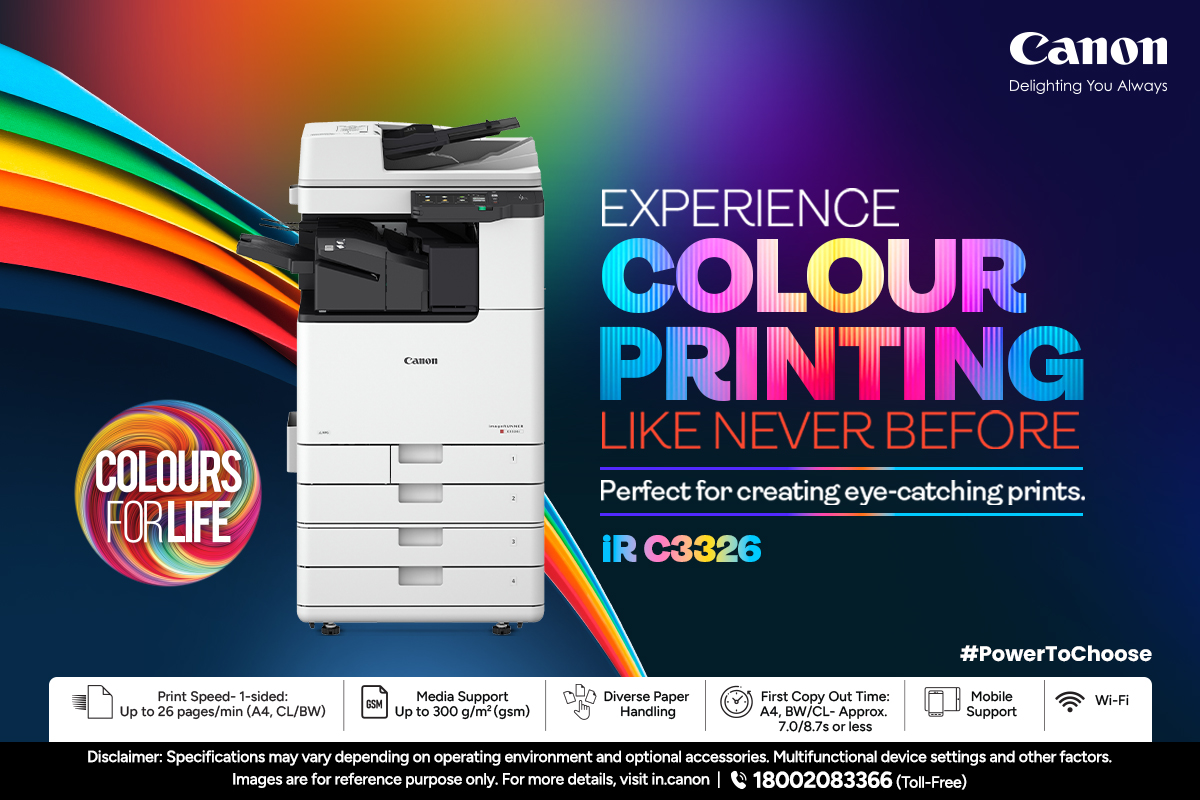 Canon
Delighting You Always
EXPERIENCE
COLOUR
PRINTING
LIKE NEVER BEFORE
Perfect for creating eye-catching prints.
iR C3326
Canon
imageRUNNER
1
2
3
4
COLOURS
FOR LIFE
#PowerToChoose
Print Speed- 1-sided:
Up to 26 pages/min (A4, CL/BW)
GSM
Media Support
Up to 300 g/m² (gsm)
Diverse Paper
Handling
First Copy Out Time:
A4, BW/CL- Approx.
7.0/8.7s or less
Mobile
Support
Wi-Fi
Disclaimer: Specifications may vary depending on operating environment and optional accessories. Multifunctional device settings and other factors.
Images are for reference purpose only. For more details, visit in.canon | 18002083366 (Toll-Free)